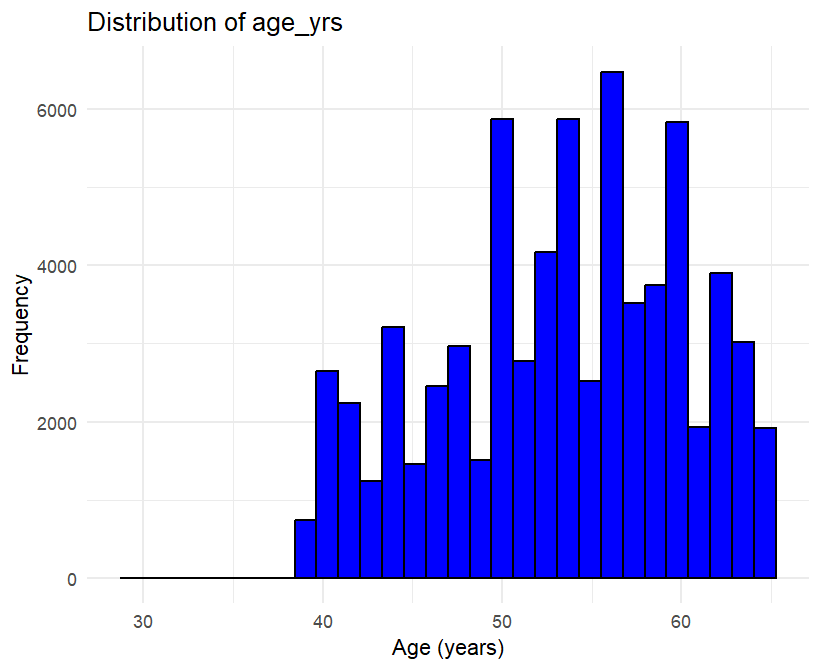 Distribution of age_yrs
6000
4000
2000
0
Frequency
30 40 50 60
Age (years)